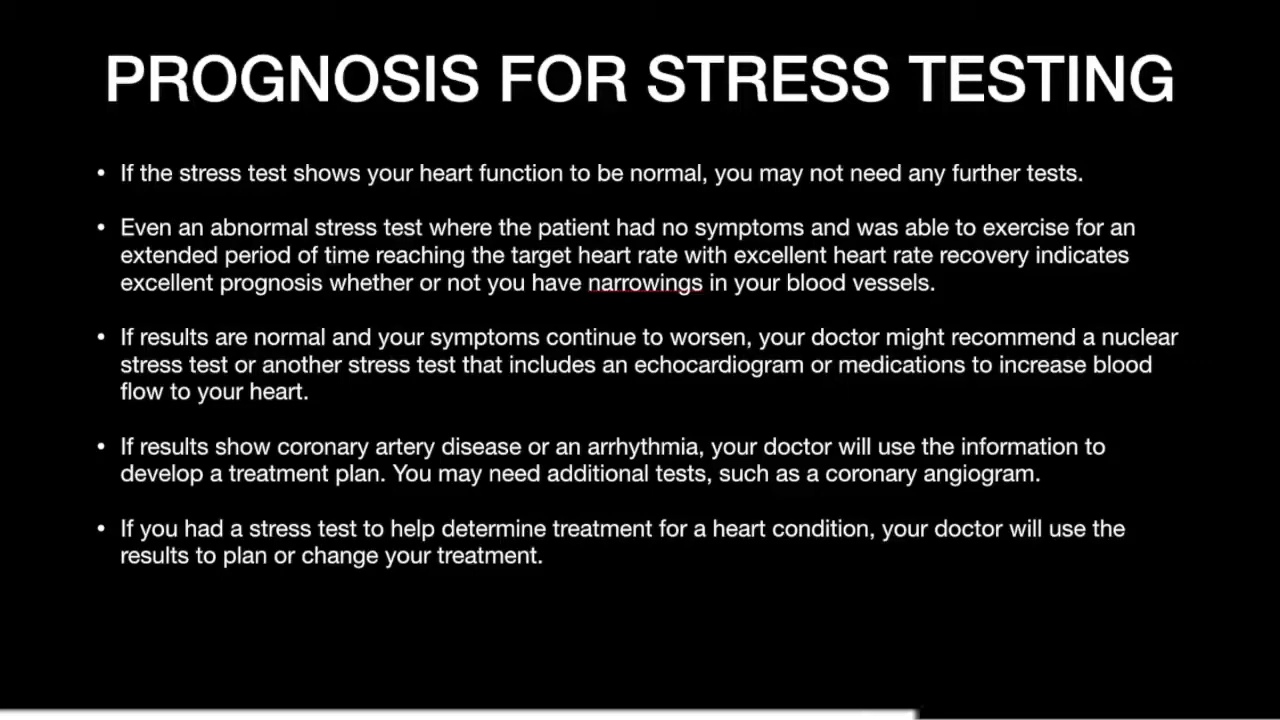 PROGNOSIS FOR STRESS TESTING
• If the stress test shows your heart function to be normal, you may not need any further tests.
• Even an abnormal stress test where the patient had no symptoms and was able to exercise for an
extended period of time reaching the target heart rate with excellent heart rate recovery indicates
excellent prognosis whether or not you have narrowings in your blood vessels.
• If results are normal and your symptoms continue to worsen, your doctor might recommend a nuclear
stress test or another stress test that includes an echocardiogram or medications to increase blood
flow to your heart.
• If results show coronary artery disease or an arrhythmia, your doctor will use the information to
develop a treatment plan. You may need additional tests, such as a coronary angiogram.
• If you had a stress test to help determine treatment for a heart condition, your doctor will use the
results to plan or change your treatment.